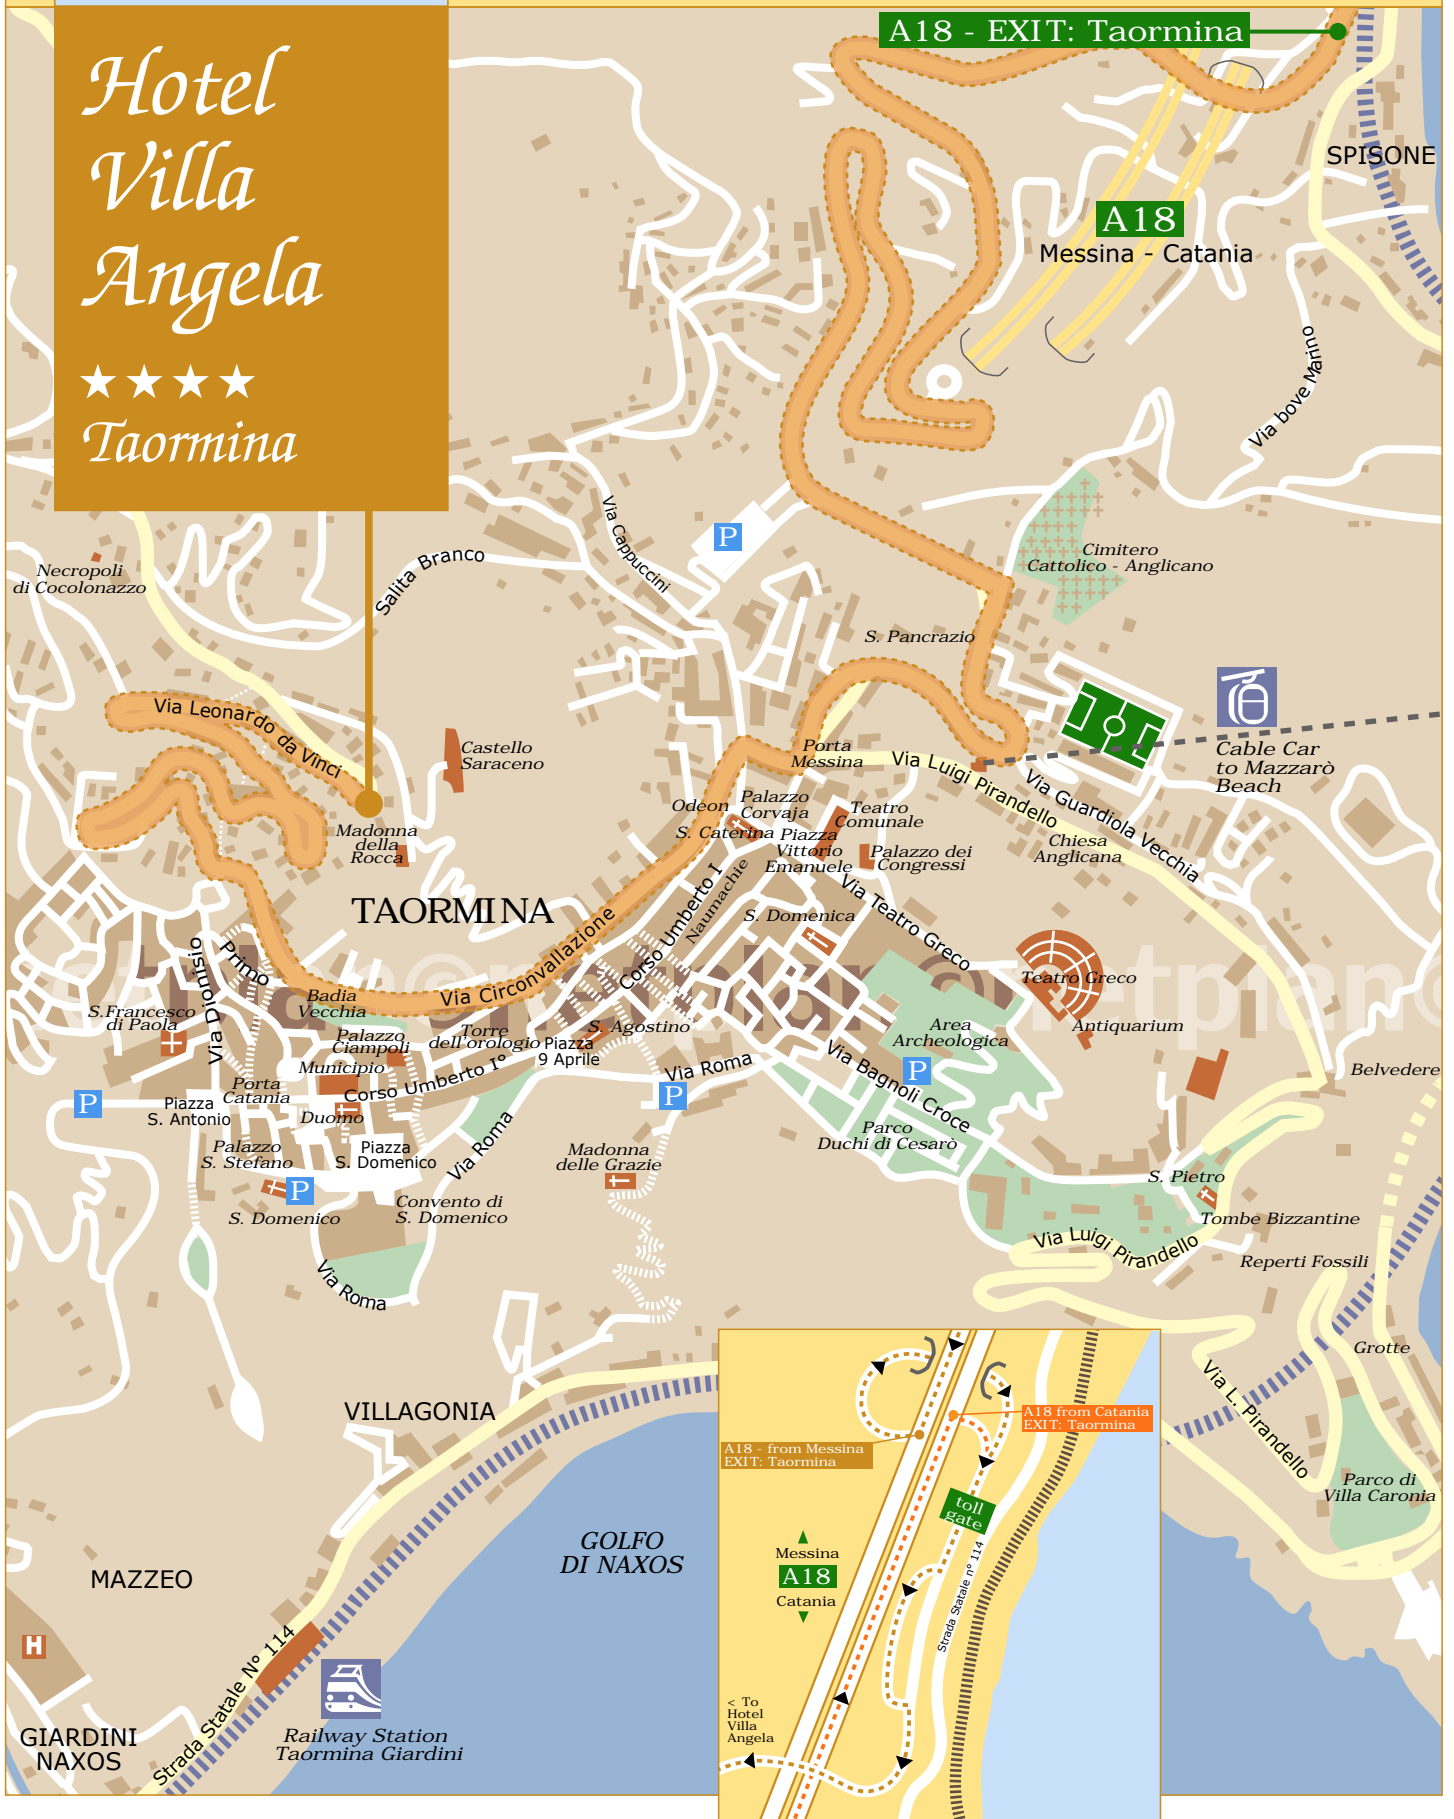 Hotel
Villa
Angela
Taormina
A18 - EXIT: Taormina
SPISONE
A18
Messina - Catania
Via bove Marino
Via Cappuccini
P
Cimitero
Cattolico - Anglicano
Necropoli
di Cocolonazzo
Salita Branco
S. Pancrazio
Via Leonardo da Vinci
Castello
Saraceno
Porta
Messina
Via Luigi Pirandello
Via Guardiola Vecchia
Cable Car
to Mazzarò
Beach
Odeon
Palazzo
Corvaja
Teatro
Comunale
S. Caterina
Piazza
Vittorio
Emanuele
Palazzo dei
Congressi
Chiesa
Anglicana
Madonna
della
Rocca
TAORMINA
Corso Umberto I
Naumachie
S. Domenica
Via Teatro Greco
Via Circonvallazione
Teatro Greco
Antiquarium
Area
Archeologica
P
Via Dionisio
Primo
S.Francesco
di Paola
Badia
Vecchia
Palazzo
Ciampoli
Torre
dell'orologio
Piazza
9 Aprile
S. Agostino
Via Roma
P
Via Bagnoli Croce
Belvedere
Municipio
Corso Umberto I°
Porta
Catania
P
Piazza
S. Antonio
Duomo
Palazzo
S. Stefano
Piazza
S. Domenico
Via Roma
Madonna
delle Grazie
Parco
Duchi di Cesarò
S. Pietro
P
S. Domenico
Convento di
S. Domenico
Tombe Bizzantine
Via Luigi Pirandello
Reperti Fossili
Via Roma
Grotte
VILLAGONIA
Via L. Pirandello
Parco di
Villa Caronia
GOLFO
DI NAXOS
MAZZEO
H
Strada Statale N° 114
GIARDINI
NAXOS
Railway Station
Taormina Giardini
A18 from Catania
EXIT: Taormina
A18 - from Messina
EXIT: Taormina
toll
gate
Messina
A18
Catania
Strada Statale n° 114
< To
Hotel
Villa
Angela